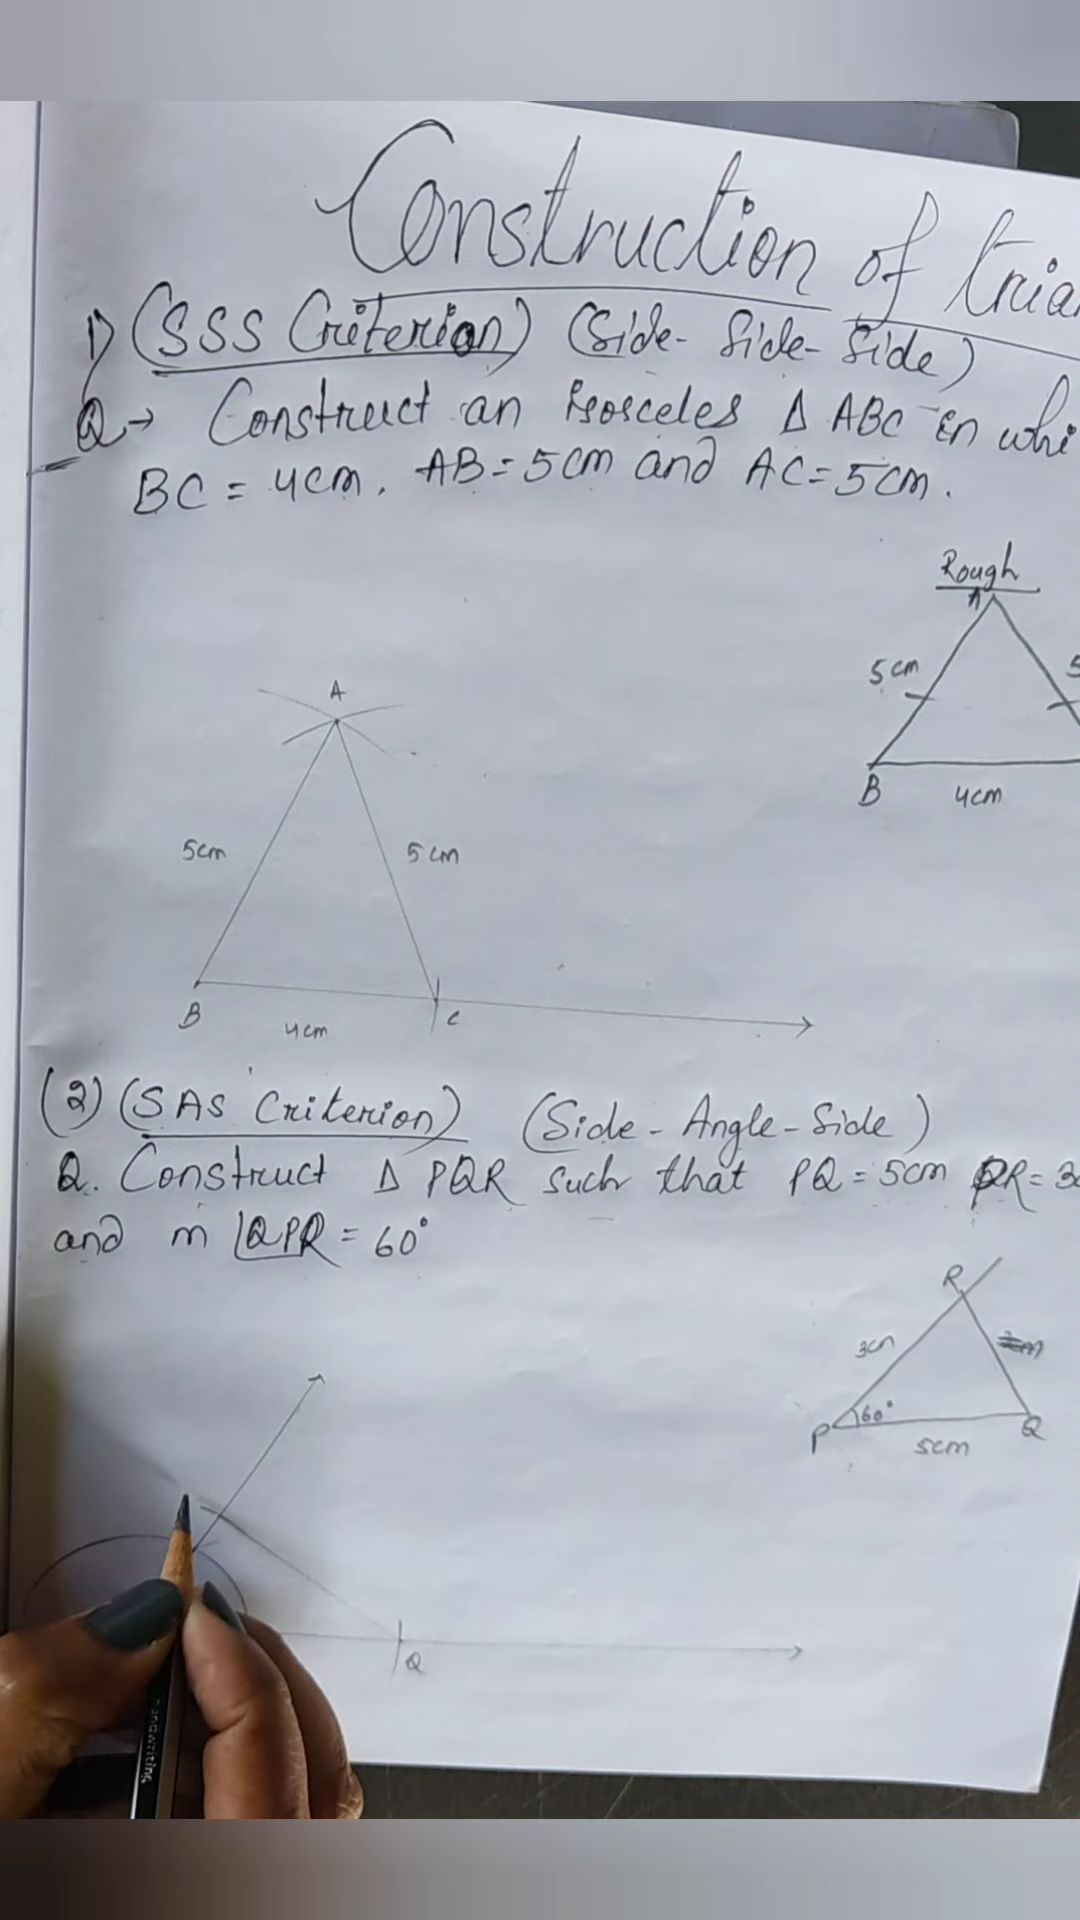 Construction of tria
1) (SSS Criterion) (Side-Side-Side)
Q→ Construct an isosceles Δ ABC in whi
BC = 4cm, AB = 5cm and AC = 5cm.
Rough
A
5cm
5
B
4cm
A
5cm
5cm
B
4cm
C
(2) (SAS Criterion) (Side-Angle-Side)
Q. Construct Δ PQR such that PQ = 5cm PR = 3c
and m ∠QPR = 60°
R
3cm
60°
P
5cm
Q
Q